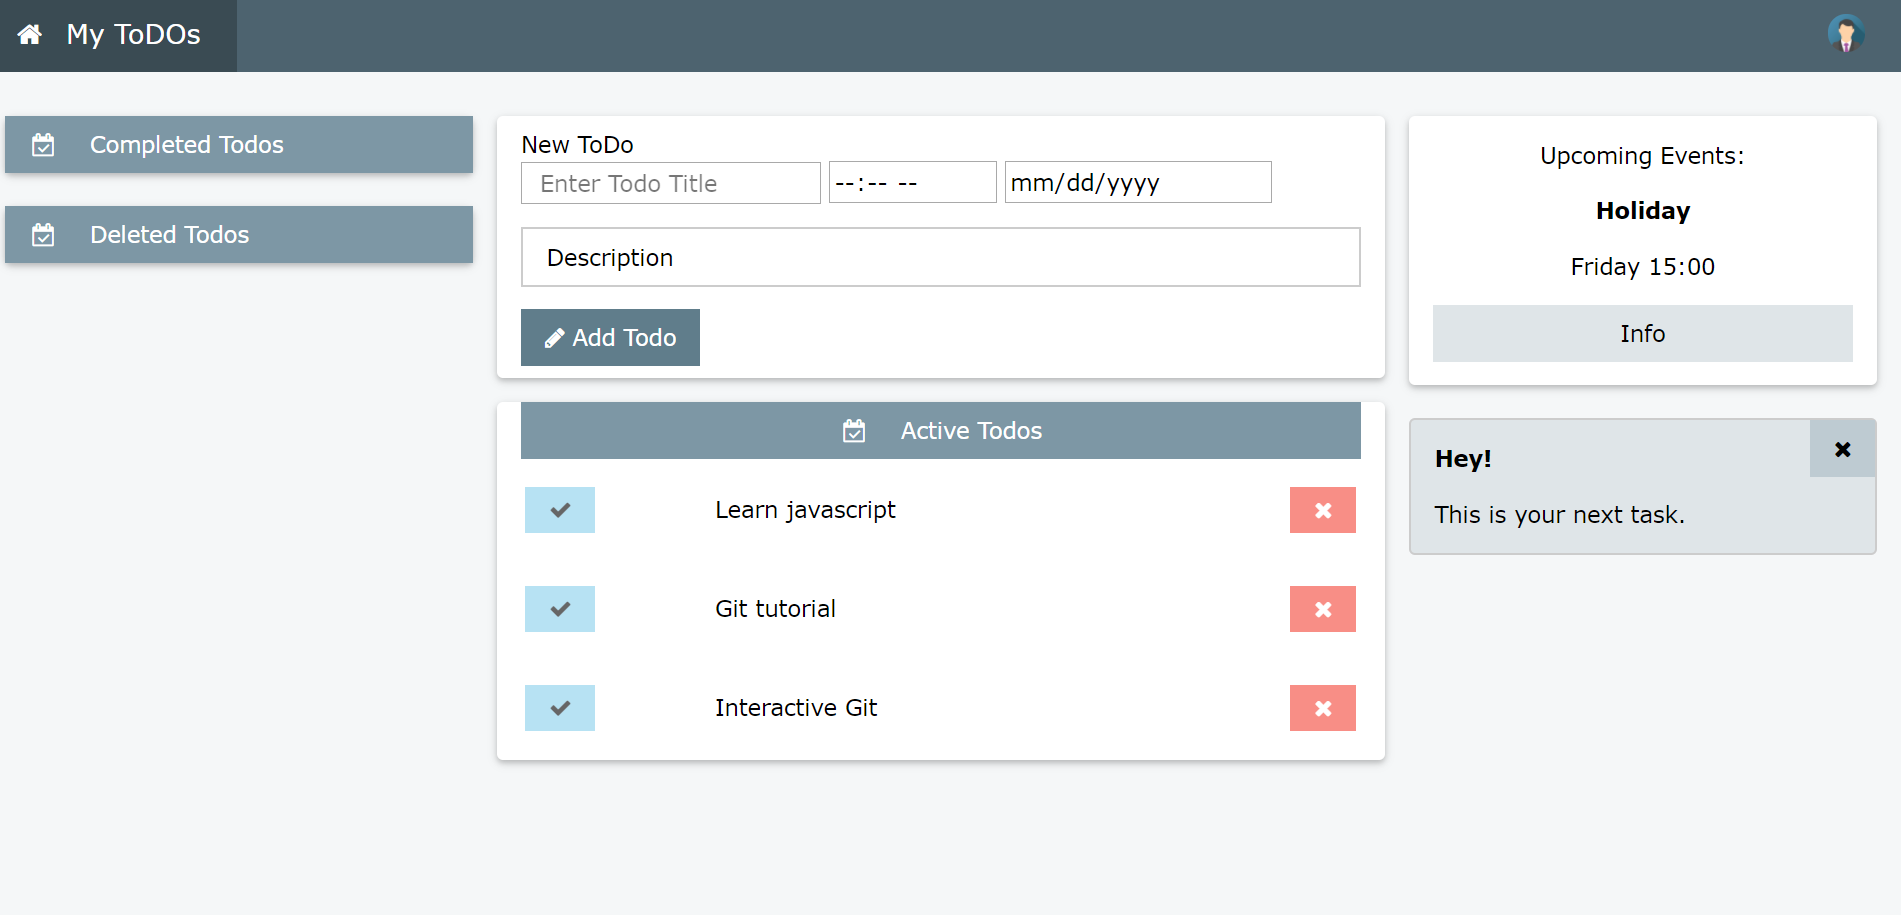 My ToDOs
Completed Todos
Deleted Todos
New ToDo
Enter Todo Title
--:-- --
mm/dd/yyyy
Description
Add Todo
Active Todos
Learn javascript
Git tutorial
Interactive Git
Upcoming Events:
Holiday
Friday 15:00
Info
Hey!
This is your next task.